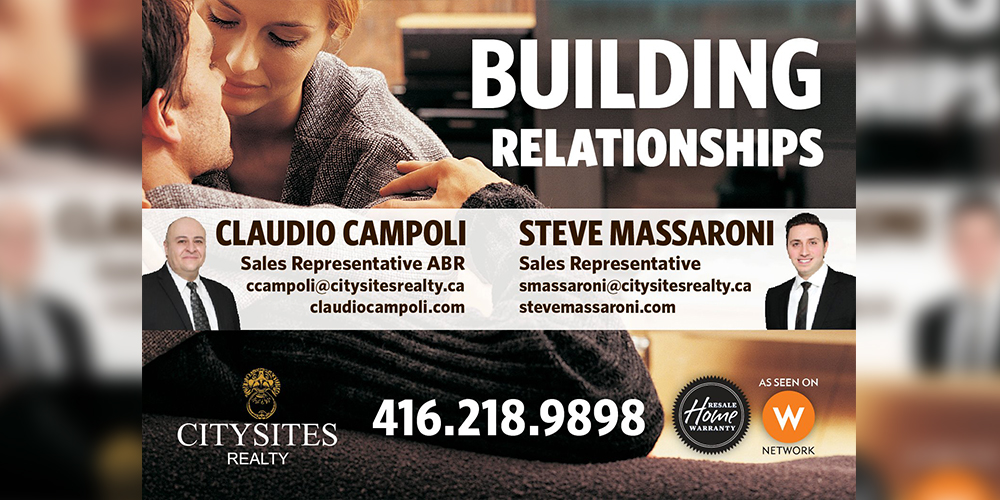 BUILDING
RELATIONSHIPS
CLAUDIO CAMPOLI
Sales Representative ABR
ccampoli@citysitesrealty.ca
claudiocampoli.com
STEVE MASSARONI
Sales Representative
smassaroni@citysitesrealty.ca
stevemassaroni.com
CITYSITES
REALTY
416.218.9898
RESALE
Home
WARRANTY
AS SEEN ON
W
NETWORK